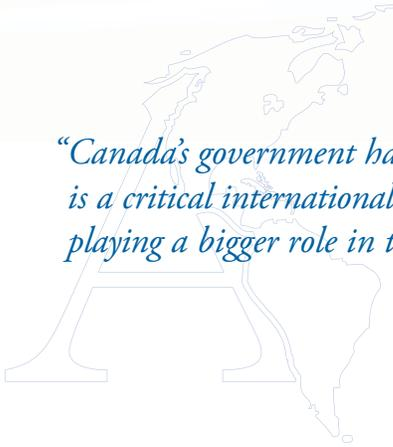 “Canada’s government ha
is a critical international
playing a bigger role in t